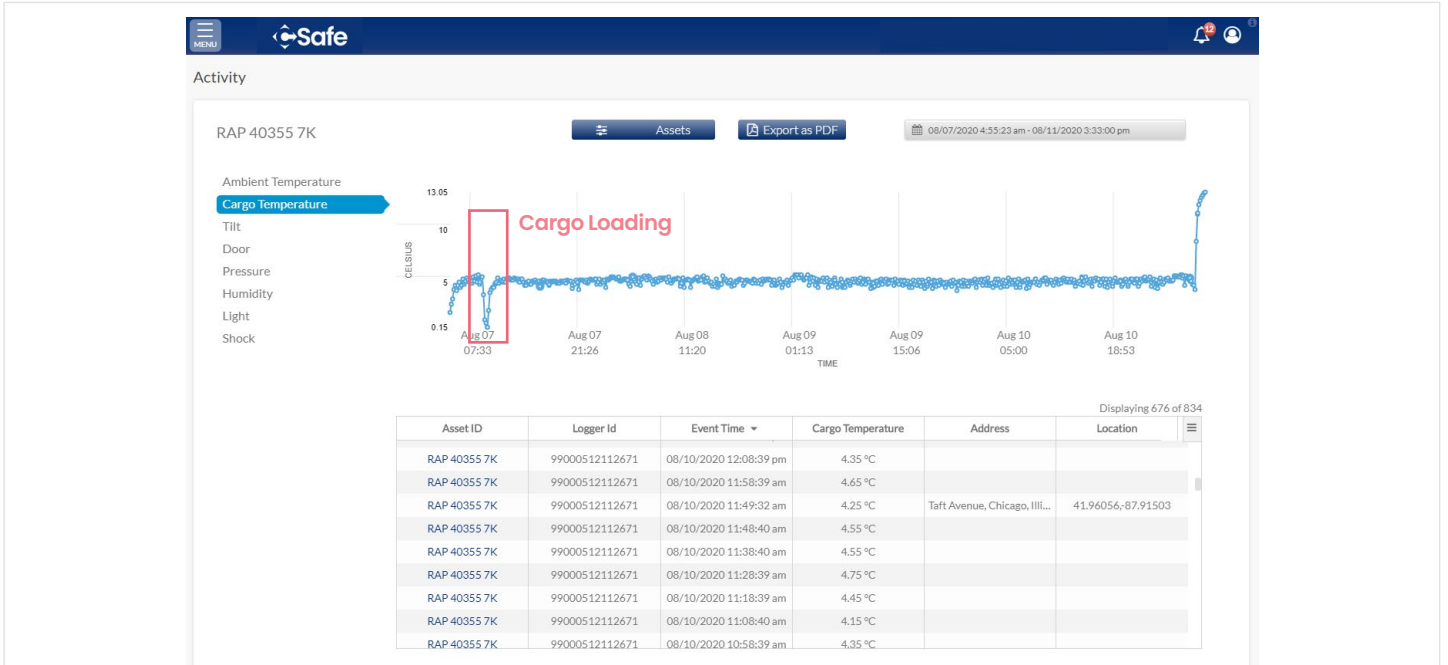 MENU
CSafe
12
Activity
RAP 40355 7K
Assets
Export as PDF
08/07/2020 4:55:23 am - 08/11/2020 3:33:00 pm
Ambient Temperature
Cargo Temperature
Tilt
Door
Pressure
Humidity
Light
Shock
Cargo Loading
CELSIUS
13.05
10
5
0.15
Aug 07 Aug 07 Aug 08 Aug 09 Aug 09 Aug 10 Aug 10
07:33 21:26 11:20 01:13 15:06 05:00 18:53
TIME
Displaying 676 of 834
Asset ID Logger Id Event Time Cargo Temperature Address Location
RAP 40355 7K 99000512112671 08/10/2020 12:08:39 pm 4.35 °C
RAP 40355 7K 99000512112671 08/10/2020 11:58:39 am 4.65 °C
RAP 40355 7K 99000512112671 08/10/2020 11:49:32 am 4.25 °C Taft Avenue, Chicago, Illi... 41.96056,-87.91503
RAP 40355 7K 99000512112671 08/10/2020 11:48:40 am 4.55 °C
RAP 40355 7K 99000512112671 08/10/2020 11:38:40 am 4.55 °C
RAP 40355 7K 99000512112671 08/10/2020 11:28:39 am 4.75 °C
RAP 40355 7K 99000512112671 08/10/2020 11:18:39 am 4.45 °C
RAP 40355 7K 99000512112671 08/10/2020 11:08:40 am 4.15 °C
RAP 40355 7K 99000512112671 08/10/2020 10:58:39 am 4.35 °C